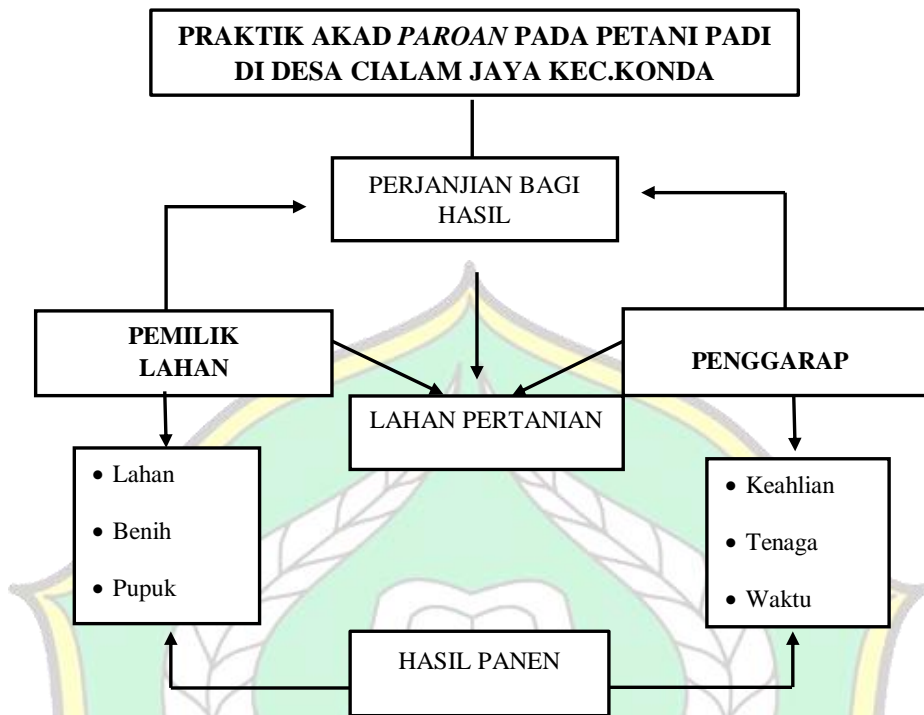 PRAKTIK AKAD PAROAN PADA PETANI PADI
DI DESA CIALAM JAYA KEC.KONDA
PERJANJIAN BAGI
HASIL
PEMILIK
LAHAN
PENGGARAP
LAHAN PERTANIAN
• Lahan
• Benih
• Pupuk
• Keahlian
• Tenaga
• Waktu
HASIL PANEN